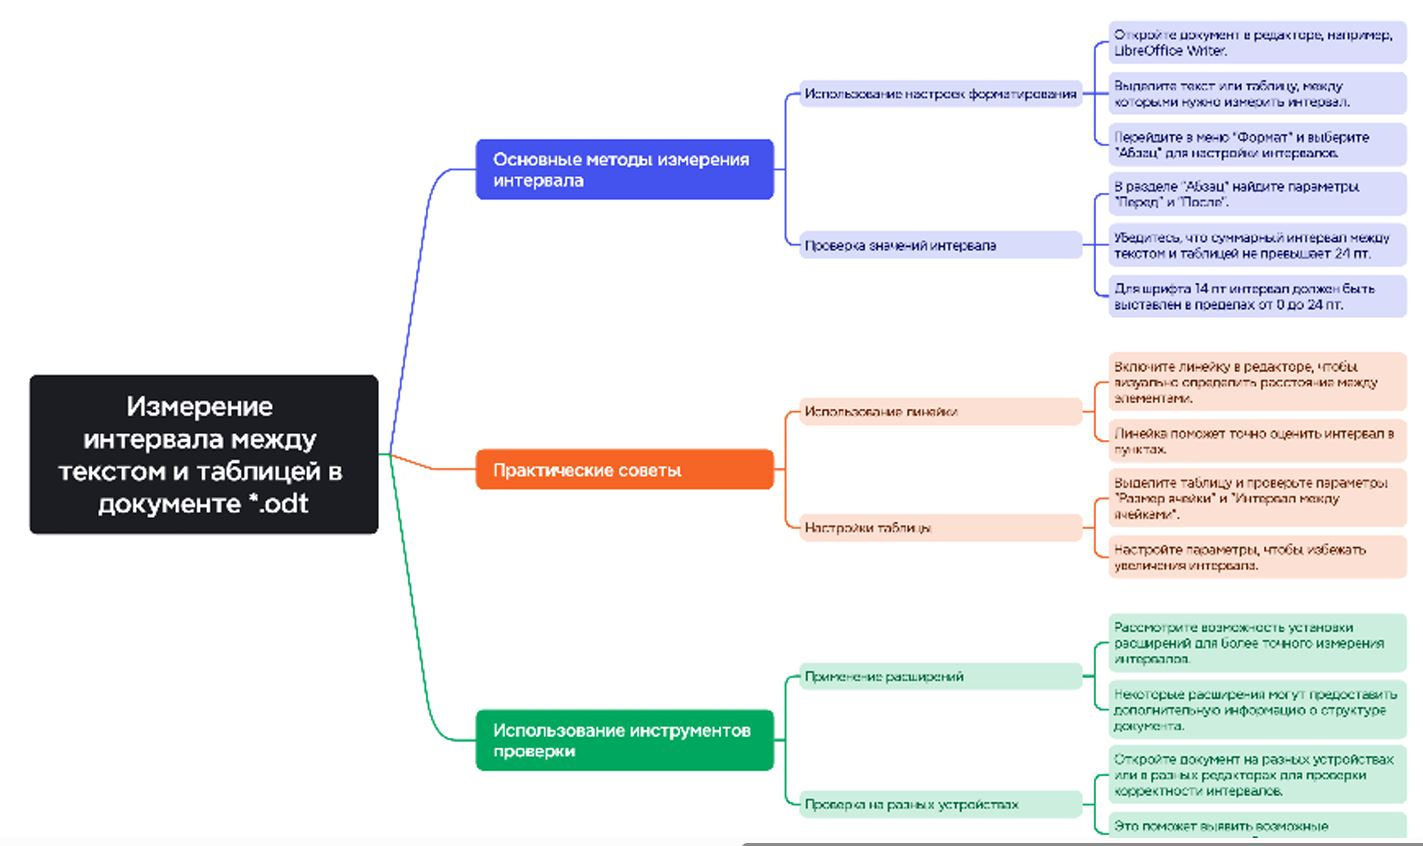 Измерение
интервала между
текстом и таблицей в
документе *.odt
Основные методы измерения
интервала
Использование настроек форматирования
Откройте документ в редакторе, например,
LibreOffice Writer.
Выделите текст или таблицу, между
которыми нужно измерить интервал.
Перейдите в меню "Формат" и выберите
"Абзац" для настройки интервалов.
Проверка значений интервала
В разделе "Абзац" найдите параметры
"Перед" и "После".
Убедитесь, что суммарный интервал между
текстом и таблицей не превышает 24 пт.
Для шрифта 14 пт интервал должен быть
выставлен в пределах от 0 до 24 пт.
Практические советы
Использование линейки
Включите линейку в редакторе, чтобы
визуально определить расстояние между
элементами.
Линейка поможет точно оценить интервал в
пунктах.
Настройки таблицы
Выделите таблицу и проверьте параметры
"Размер ячейки" и "Интервал между
ячейками".
Настройте параметры, чтобы избежать
увеличения интервала.
Использование инструментов
проверки
Применение расширений
Рассмотрите возможность установки
расширений для более точного измерения
интервалов.
Некоторые расширения могут предоставить
дополнительную информацию о структуре
документа.
Проверка на разных устройствах
Откройте документ на разных устройствах
или в разных редакторах для проверки
корректности интервалов.
Это поможет выявить возможные